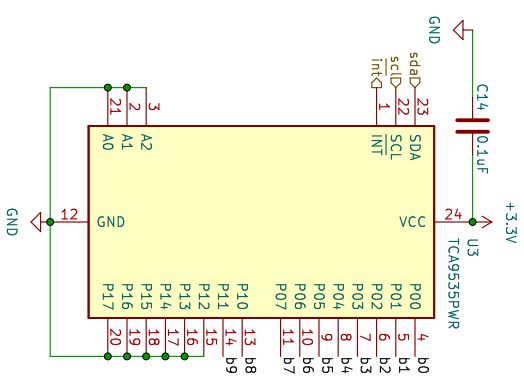 GND
C14
0.1uF
+3.3V
int
scl
sda
1
22
23
INT
SCL
SDA
21
2
3
A0
A1
A2
GND
12
GND
VCC
24
U3
TCA9535PWR
P17
P16
P15
P14
P13
P12
P11
P10
P07
P06
P05
P04
P03
P02
P01
P00
20
19
18
17
16
15
14
13
11
10
9
8
7
6
5
4
b9
b8
b7
b6
b5
b4
b3
b2
b1
b0